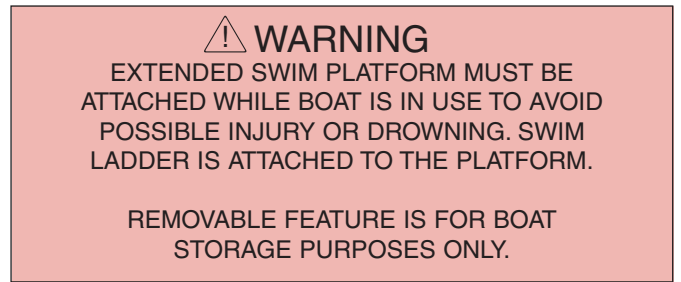 ⚠ WARNING
EXTENDED SWIM PLATFORM MUST BE
ATTACHED WHILE BOAT IS IN USE TO AVOID
POSSIBLE INJURY OR DROWNING. SWIM
LADDER IS ATTACHED TO THE PLATFORM.
REMOVABLE FEATURE IS FOR BOAT
STORAGE PURPOSES ONLY.